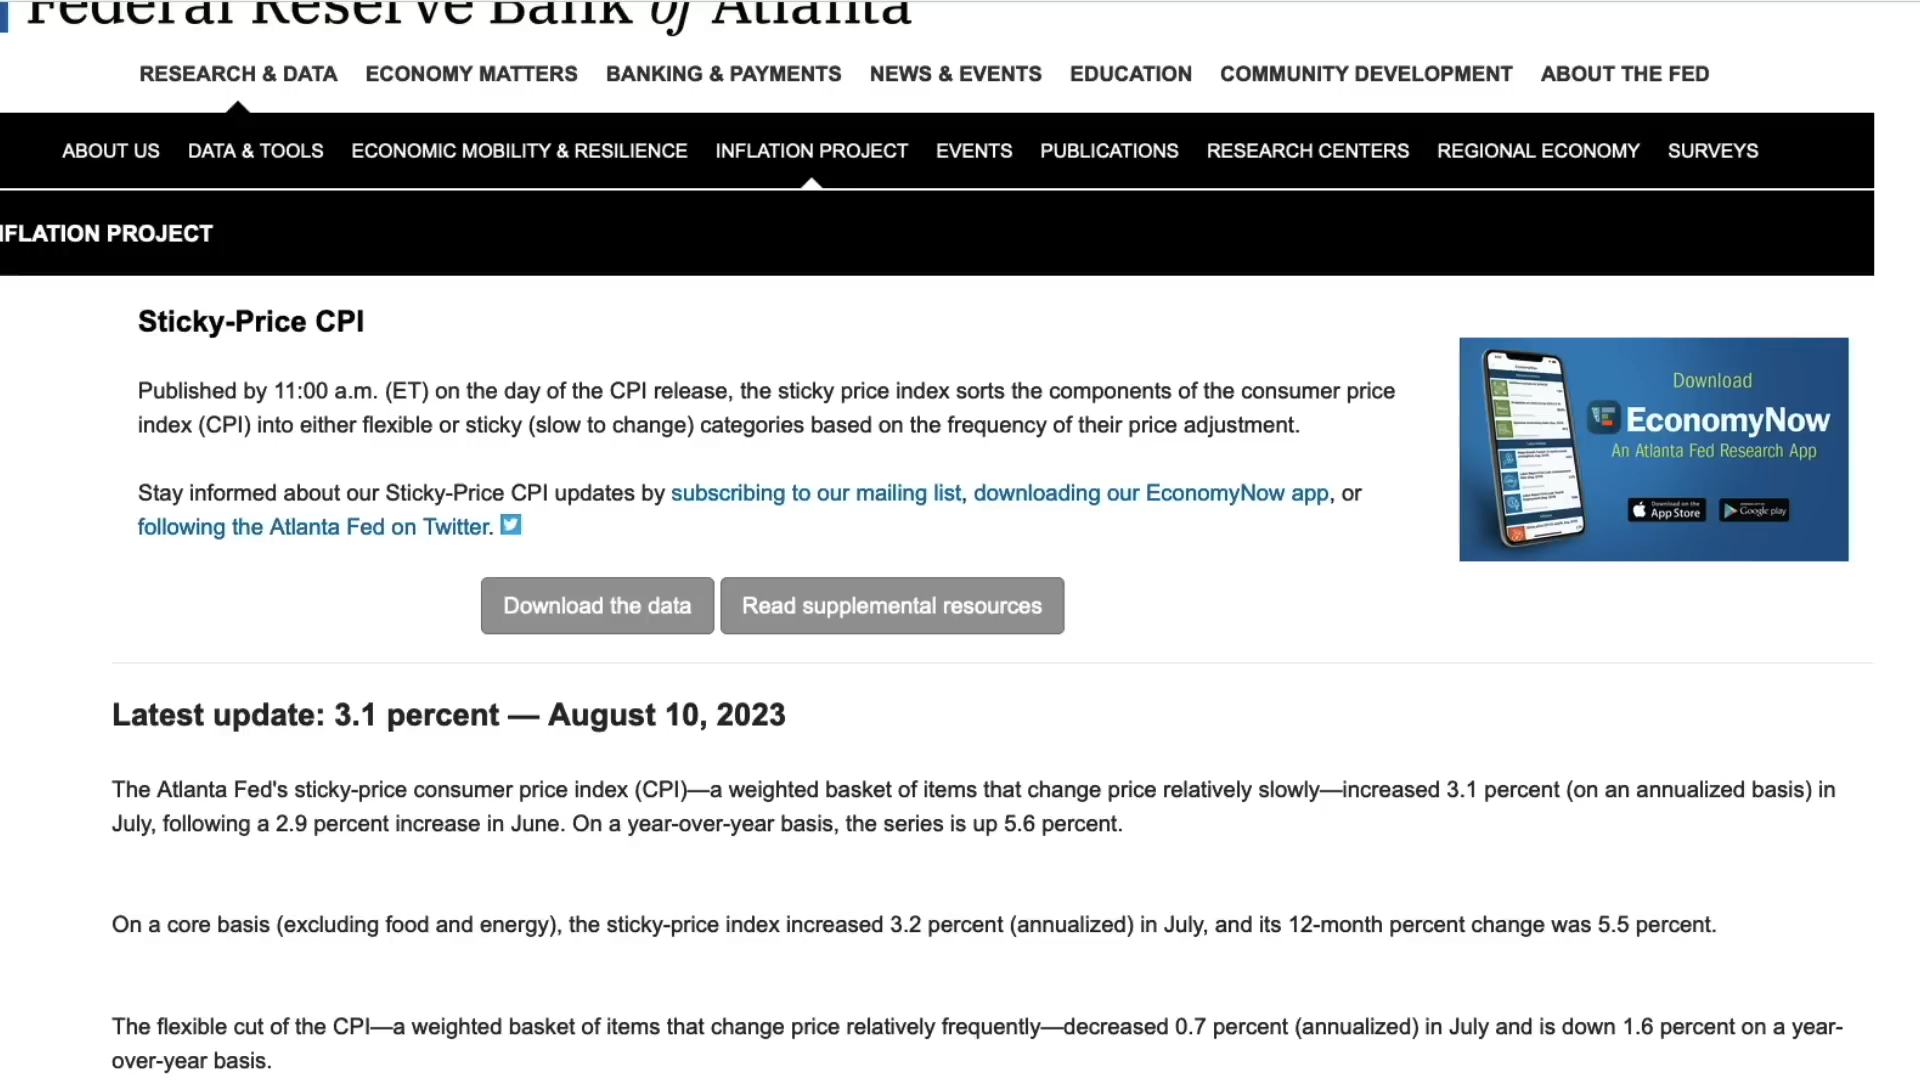 Federal Reserve Bank of Atlanta
RESEARCH & DATA ECONOMY MATTERS BANKING & PAYMENTS NEWS & EVENTS EDUCATION COMMUNITY DEVELOPMENT ABOUT THE FED
ABOUT US DATA & TOOLS ECONOMIC MOBILITY & RESILIENCE INFLATION PROJECT EVENTS PUBLICATIONS RESEARCH CENTERS REGIONAL ECONOMY SURVEYS
NFLATION PROJECT
Sticky-Price CPI
Published by 11:00 a.m. (ET) on the day of the CPI release, the sticky price index sorts the components of the consumer price
index (CPI) into either flexible or sticky (slow to change) categories based on the frequency of their price adjustment.
Stay informed about our Sticky-Price CPI updates by subscribing to our mailing list, downloading our EconomyNow app, or
following the Atlanta Fed on Twitter.
Download
EconomyNow
An Atlanta Fed Research App
Download on the
App Store
Google play
Download the data Read supplemental resources
Latest update: 3.1 percent — August 10, 2023
The Atlanta Fed's sticky-price consumer price index (CPI)—a weighted basket of items that change price relatively slowly—increased 3.1 percent (on an annualized basis) in
July, following a 2.9 percent increase in June. On a year-over-year basis, the series is up 5.6 percent.
On a core basis (excluding food and energy), the sticky-price index increased 3.2 percent (annualized) in July, and its 12-month percent change was 5.5 percent.
The flexible cut of the CPI—a weighted basket of items that change price relatively frequently—decreased 0.7 percent (annualized) in July and is down 1.6 percent on a year-
over-year basis.